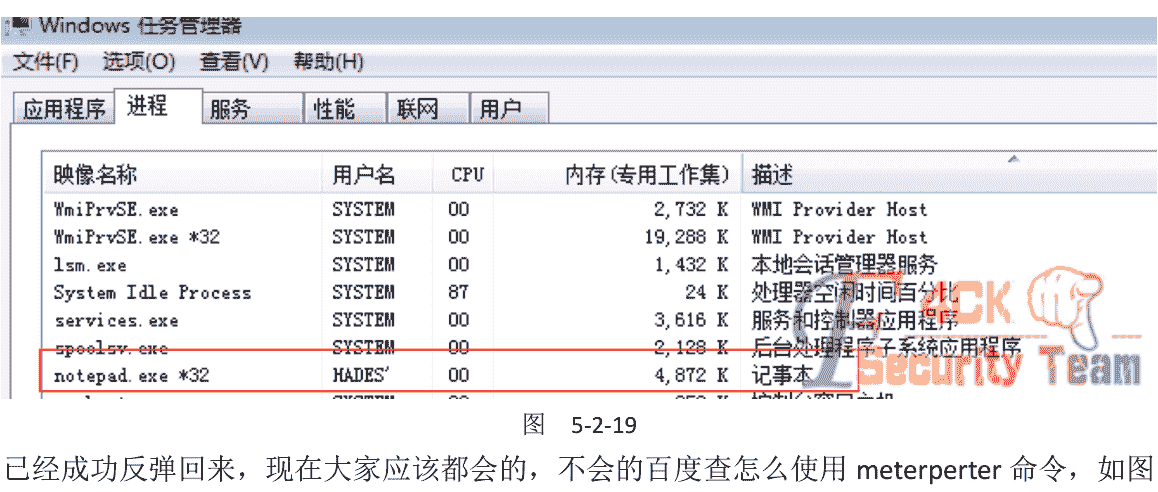 Windows 任务管理器
文件(F) 选项(O) 查看(V) 帮助(H)
应用程序 进程 服务 性能 联网 用户
映像名称 用户名 CPU 内存(专用工作集) 描述
WmiPrvSE.exe SYSTEM 00 2,732 K WMI Provider Host
WmiPrvSE.exe *32 SYSTEM 00 19,288 K WMI Provider Host
lsm.exe SYSTEM 00 1,432 K 本地会话管理器服务
System Idle Process SYSTEM 87 24 K 处理器空闲时间百分比
services.exe SYSTEM 00 3,616 K 服务和控制器应用程序
spoolsv.exe SYSTEM 00 2,128 K 后台处理程序子系统应用程序
notepad.exe *32 HADES' 00 4,872 K 记事本
F4CK
Security Team
图 5-2-19
已经成功反弹回来，现在大家应该都会的，不会的百度查怎么使用 meterperter 命令，如图